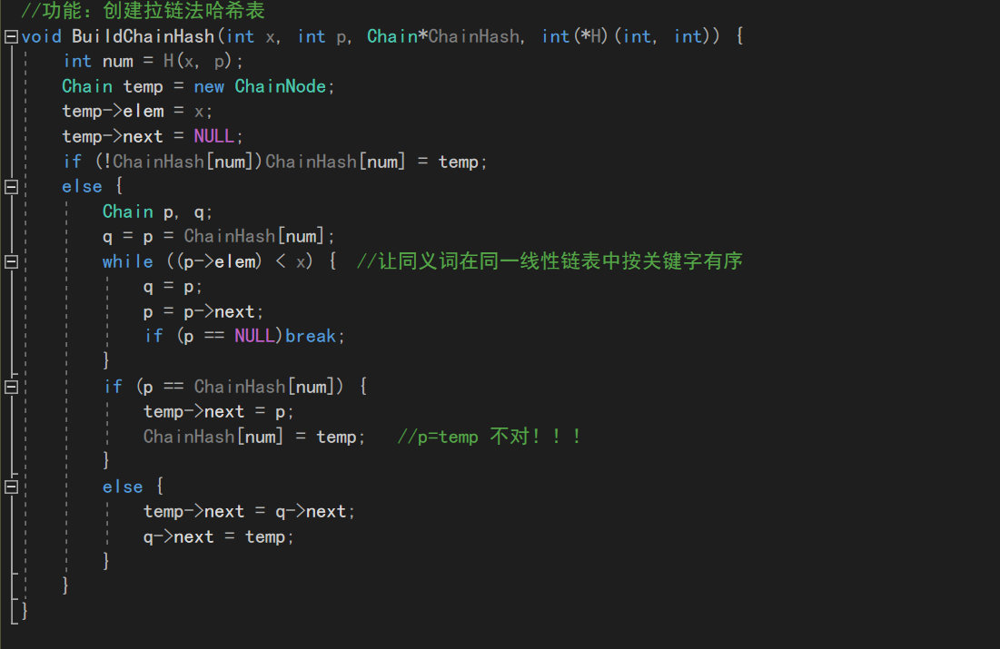 //功能：创建拉链法哈希表
void BuildChainHash(int x, int p, Chain*ChainHash, int(*H)(int, int)) {
    int num = H(x, p);
    Chain temp = new ChainNode;
    temp->elem = x;
    temp->next = NULL;
    if (!ChainHash[num])ChainHash[num] = temp;
    else {
        Chain p, q;
        q = p = ChainHash[num];
        while ((p->elem) < x) {  //让同义词在同一线性链表中按关键字有序
            q = p;
            p = p->next;
            if (p == NULL)break;
        }
        if (p == ChainHash[num]) {
            temp->next = p;
            ChainHash[num] = temp;   //p=temp 不对！！！
        }
        else {
            temp->next = q->next;
            q->next = temp;
        }
    }
}